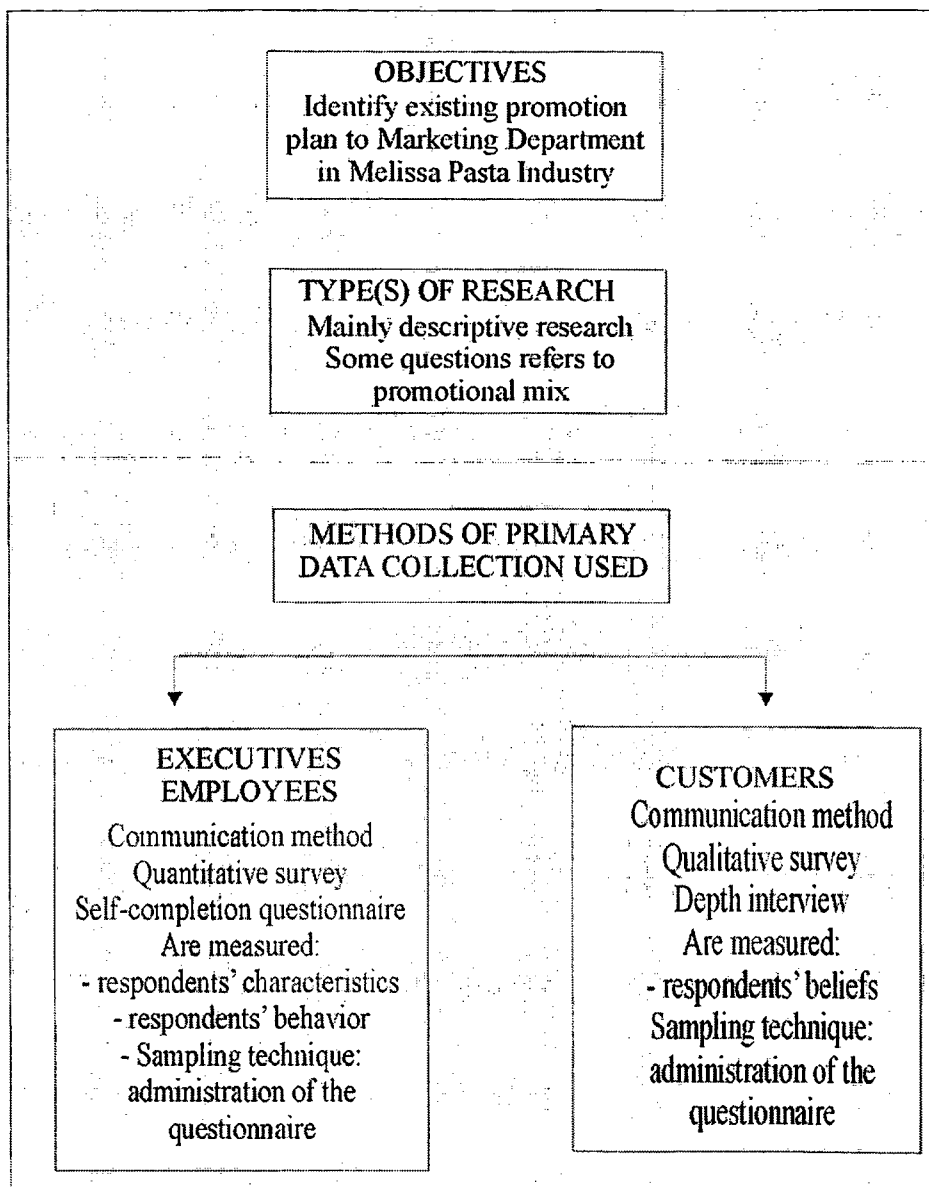 OBJECTIVES
Identify existing promotion
plan to Marketing Department
in Melissa Pasta Industry
TYPE(S) OF RESEARCH
Mainly descriptive research
Some questions refers to
promotional mix
METHODS OF PRIMARY
DATA COLLECTION USED
EXECUTIVES
EMPLOYEES
Communication method
Quantitative survey
Self-completion questionnaire
Are measured:
- respondents' characteristics
- respondents' behavior
- Sampling technique:
administration of the
questionnaire
CUSTOMERS
Communication method
Qualitative survey
Depth interview
Are measured:
- respondents' beliefs
Sampling technique:
administration of the
questionnaire